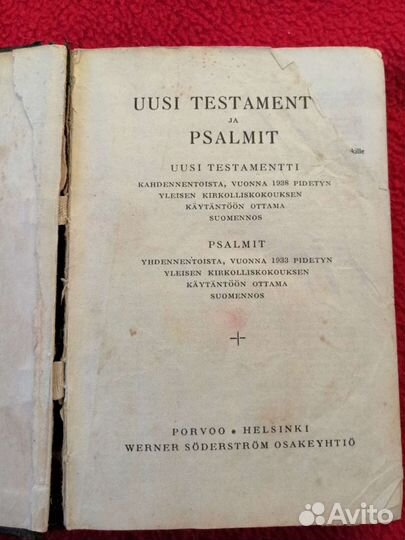 UUSI TESTAMENT
JA
PSALMIT
UUSI TESTAMENTTI
KAHDENNENTOISTA, VUONNA 1938 PIDETYN
YLEISEN KIRKOLLISKOKOUKSEN
KÄYTÄNTÖÖN OTTAMA
SUOMENNOS
PSALMIT
YHDENNENTOISTA, VUONNA 1933 PIDETYN
YLEISEN KIRKOLLISKOKOUKSEN
KÄYTÄNTÖÖN OTTAMA
SUOMENNOS
PORVOO • HELSINKI
WERNER SÖDERSTRÖM OSAKEYHTIÖ
Avito